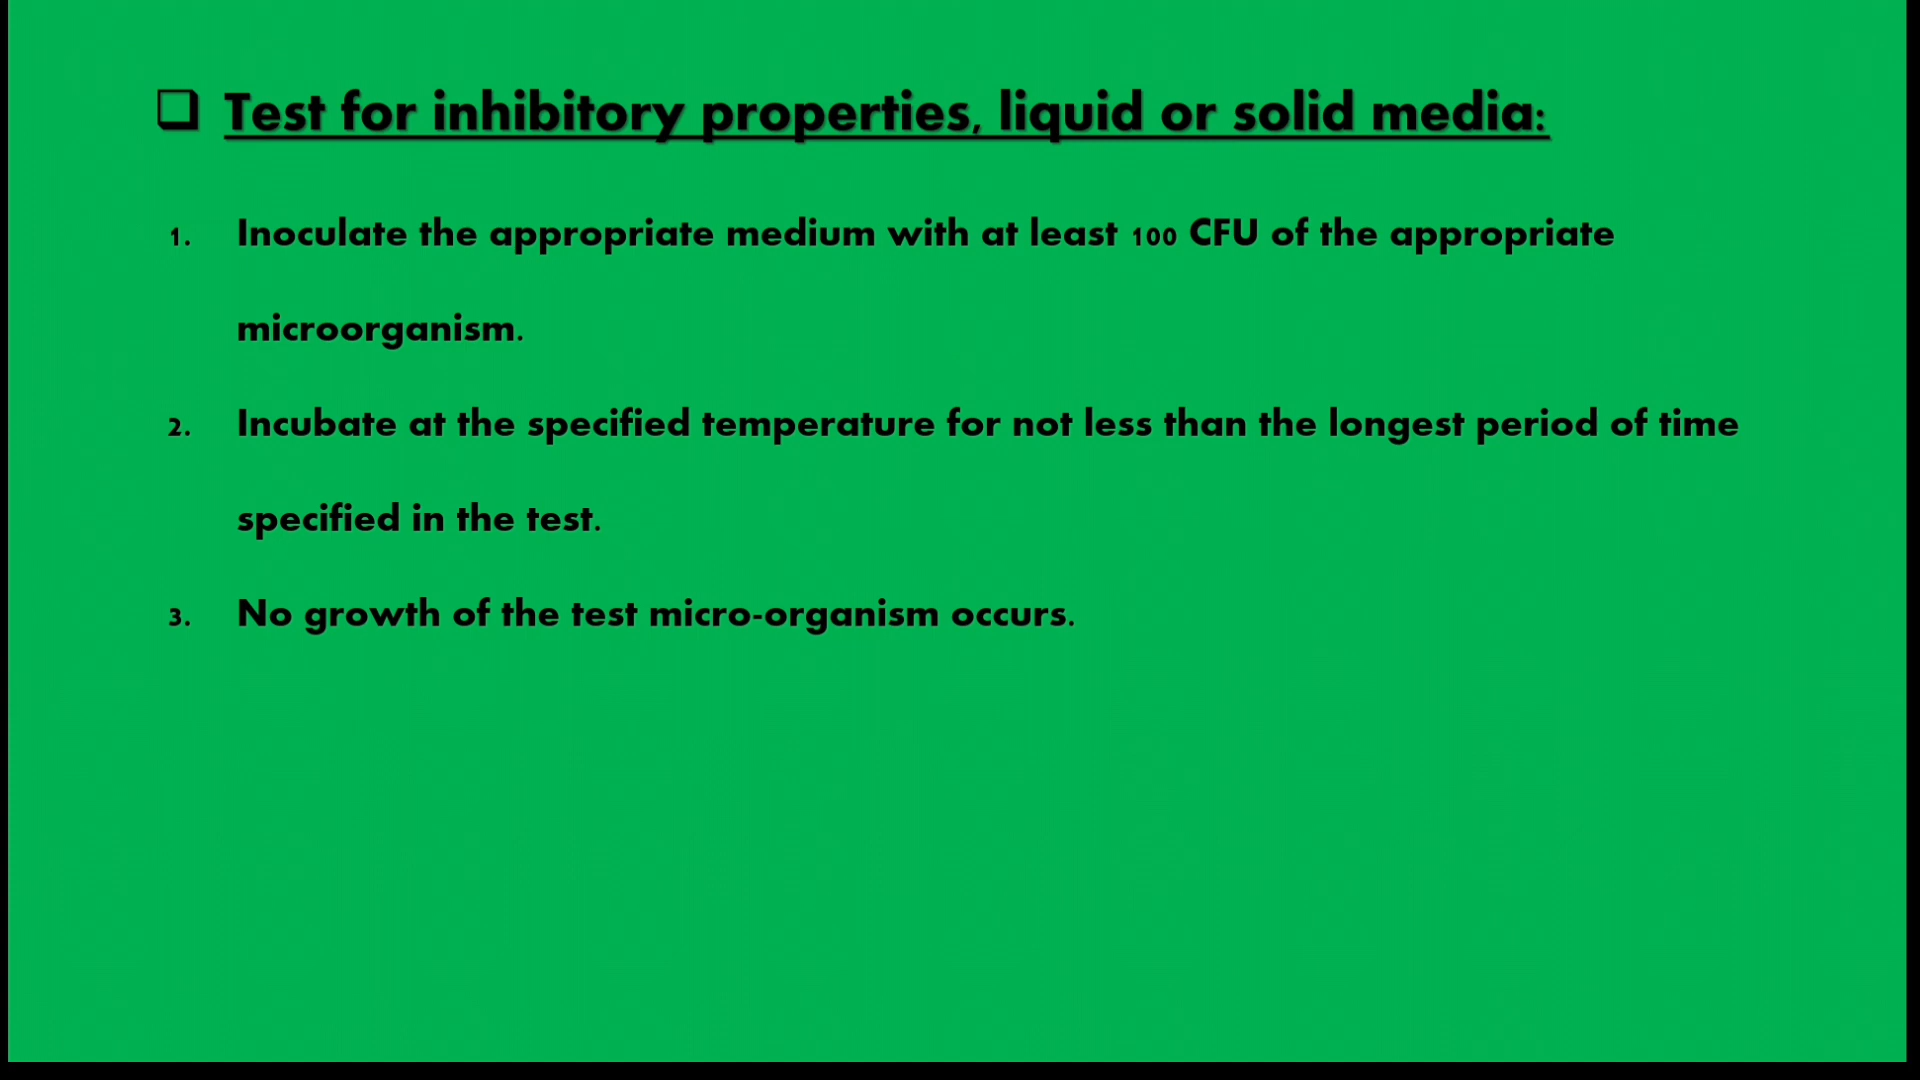 ❑ Test for inhibitory properties, liquid or solid media:
1. Inoculate the appropriate medium with at least 100 CFU of the appropriate
microorganism.
2. Incubate at the specified temperature for not less than the longest period of time
specified in the test.
3. No growth of the test micro-organism occurs.